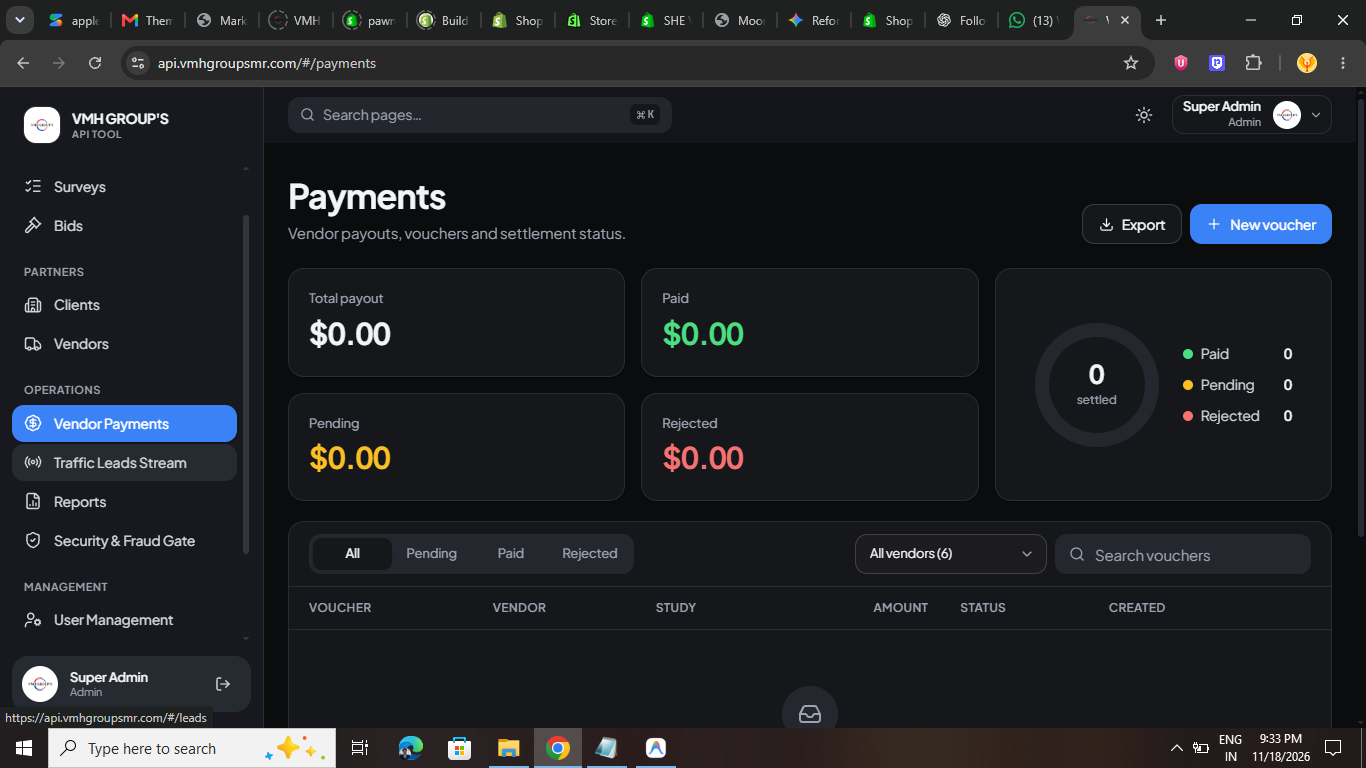 apple
Them
Mark
VMH
pawn
Build
Shop
Store
SHE
Moor
Refor
Shop
Follo
(13)
api.vmhgroupsmr.com/#/payments
VMH GROUP'S
API TOOL
Search pages...
⌘K
Super Admin
Admin
Surveys
Bids
PARTNERS
Clients
Vendors
OPERATIONS
Vendor Payments
Traffic Leads Stream
Reports
Security & Fraud Gate
MANAGEMENT
User Management
Super Admin
Admin
https://api.vmhgroupsmr.com/#/leads
Payments
Vendor payouts, vouchers and settlement status.
Export
New voucher
Total payout
$0.00
Paid
$0.00
Pending
$0.00
Rejected
$0.00
0
settled
Paid 0
Pending 0
Rejected 0
All Pending Paid Rejected
All vendors (6)
Search vouchers
VOUCHER VENDOR STUDY AMOUNT STATUS CREATED
Type here to search
ENG
IN
9:33 PM
11/18/2026